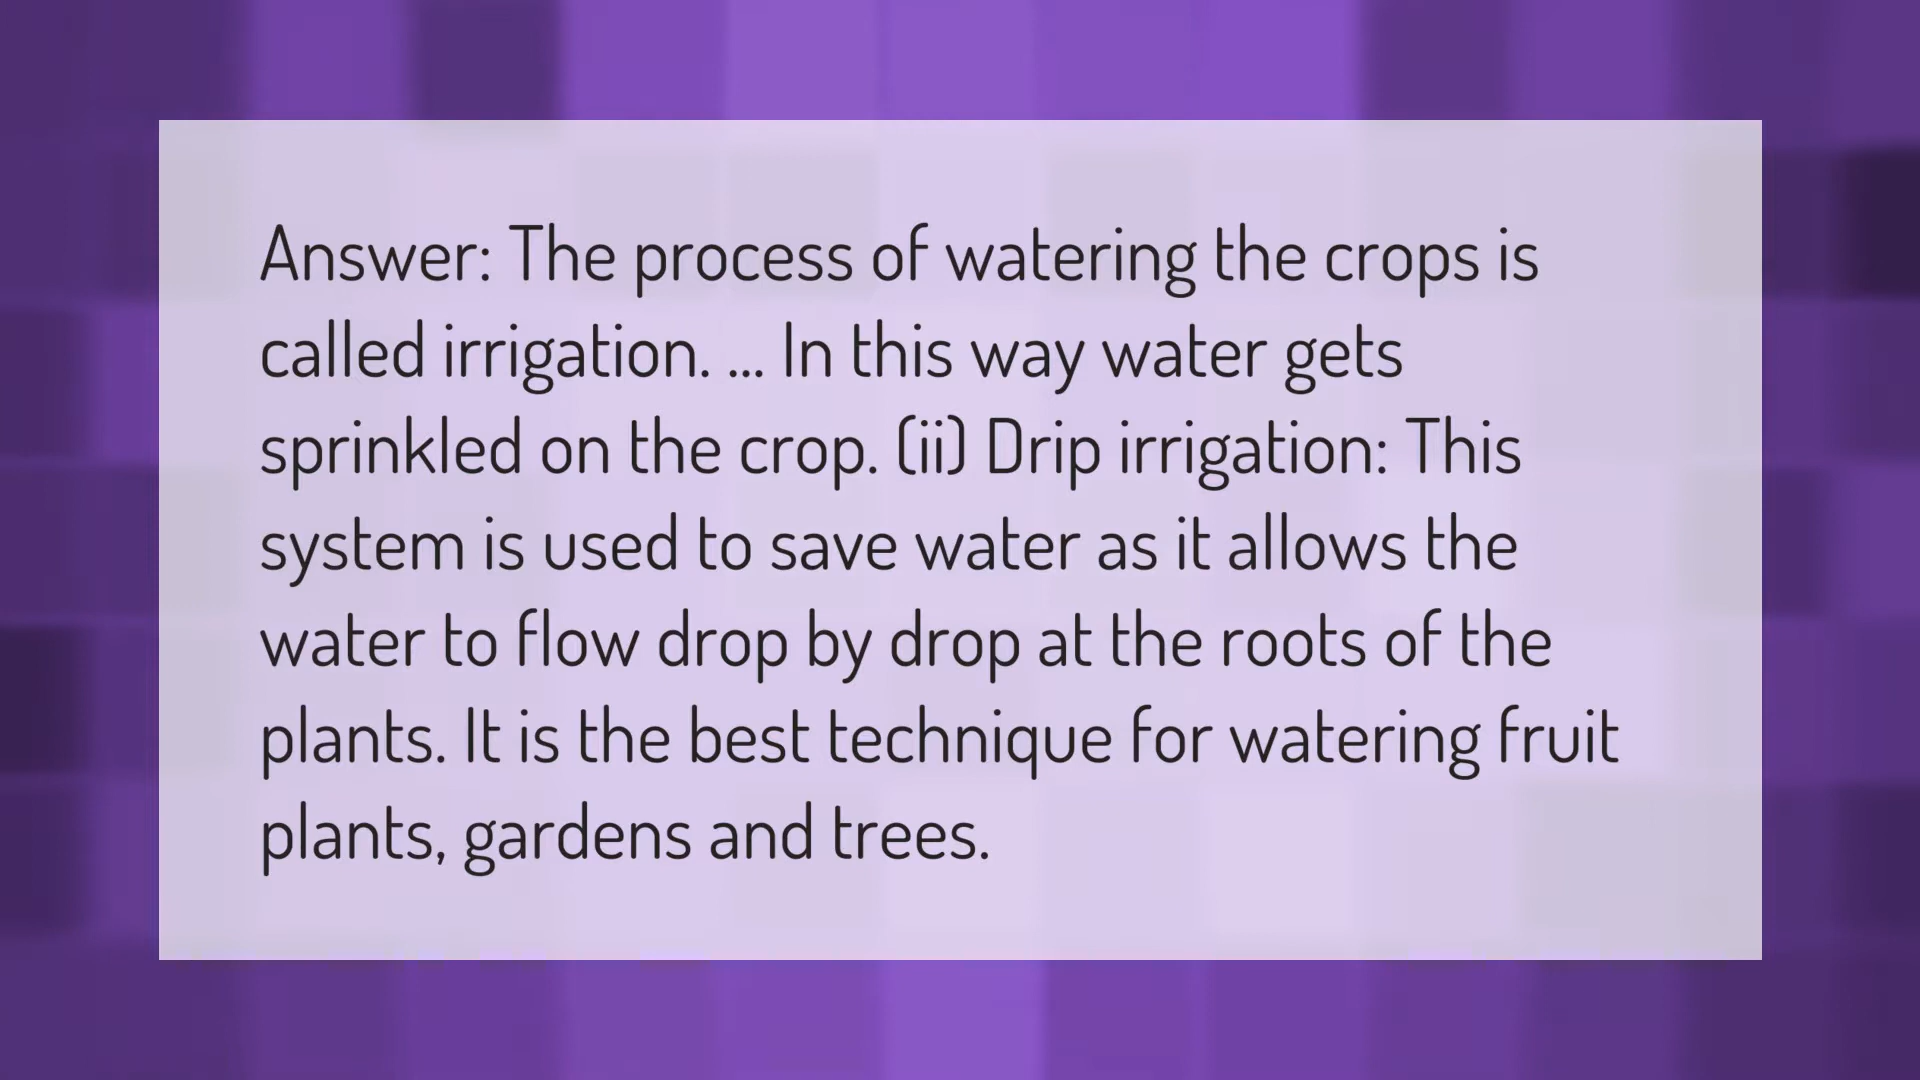 Answer: The process of watering the crops is
called irrigation. ... In this way water gets
sprinkled on the crop. (ii) Drip irrigation: This
system is used to save water as it allows the
water to flow drop by drop at the roots of the
plants. It is the best technique for watering fruit
plants, gardens and trees.